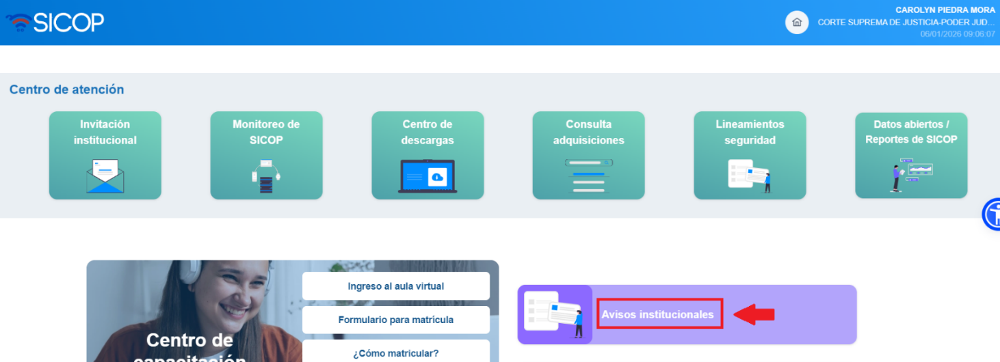 SICOP
CAROLYN PIEDRA MORA
CORTE SUPREMA DE JUSTICIA-PODER JUD...
06/01/2026 09:06:07
Centro de atención
Invitación
institucional
Monitoreo de
SICOP
Centro de
descargas
Consulta
adquisiciones
Lineamientos
seguridad
Datos abiertos /
Reportes de SICOP
Centro de
capacitación
Ingreso al aula virtual
Formulario para matrícula
¿Cómo matricular?
Avisos institucionales